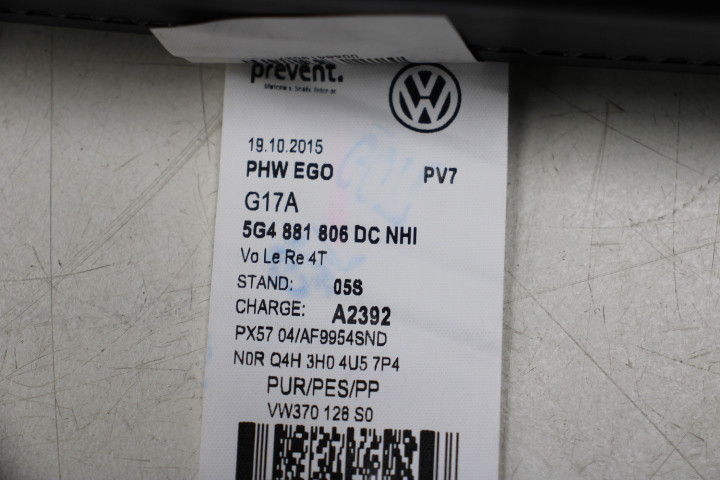 prevent.
19.10.2015
PHW EGO PV7
G17A
5G4 881 806 DC NHI
Vo Le Re 4T
STAND: 05S
CHARGE: A2392
PX57 04/AF9954SND
N0R Q4H 3H0 4U5 7P4
PUR/PES/PP
VW370 128 S0